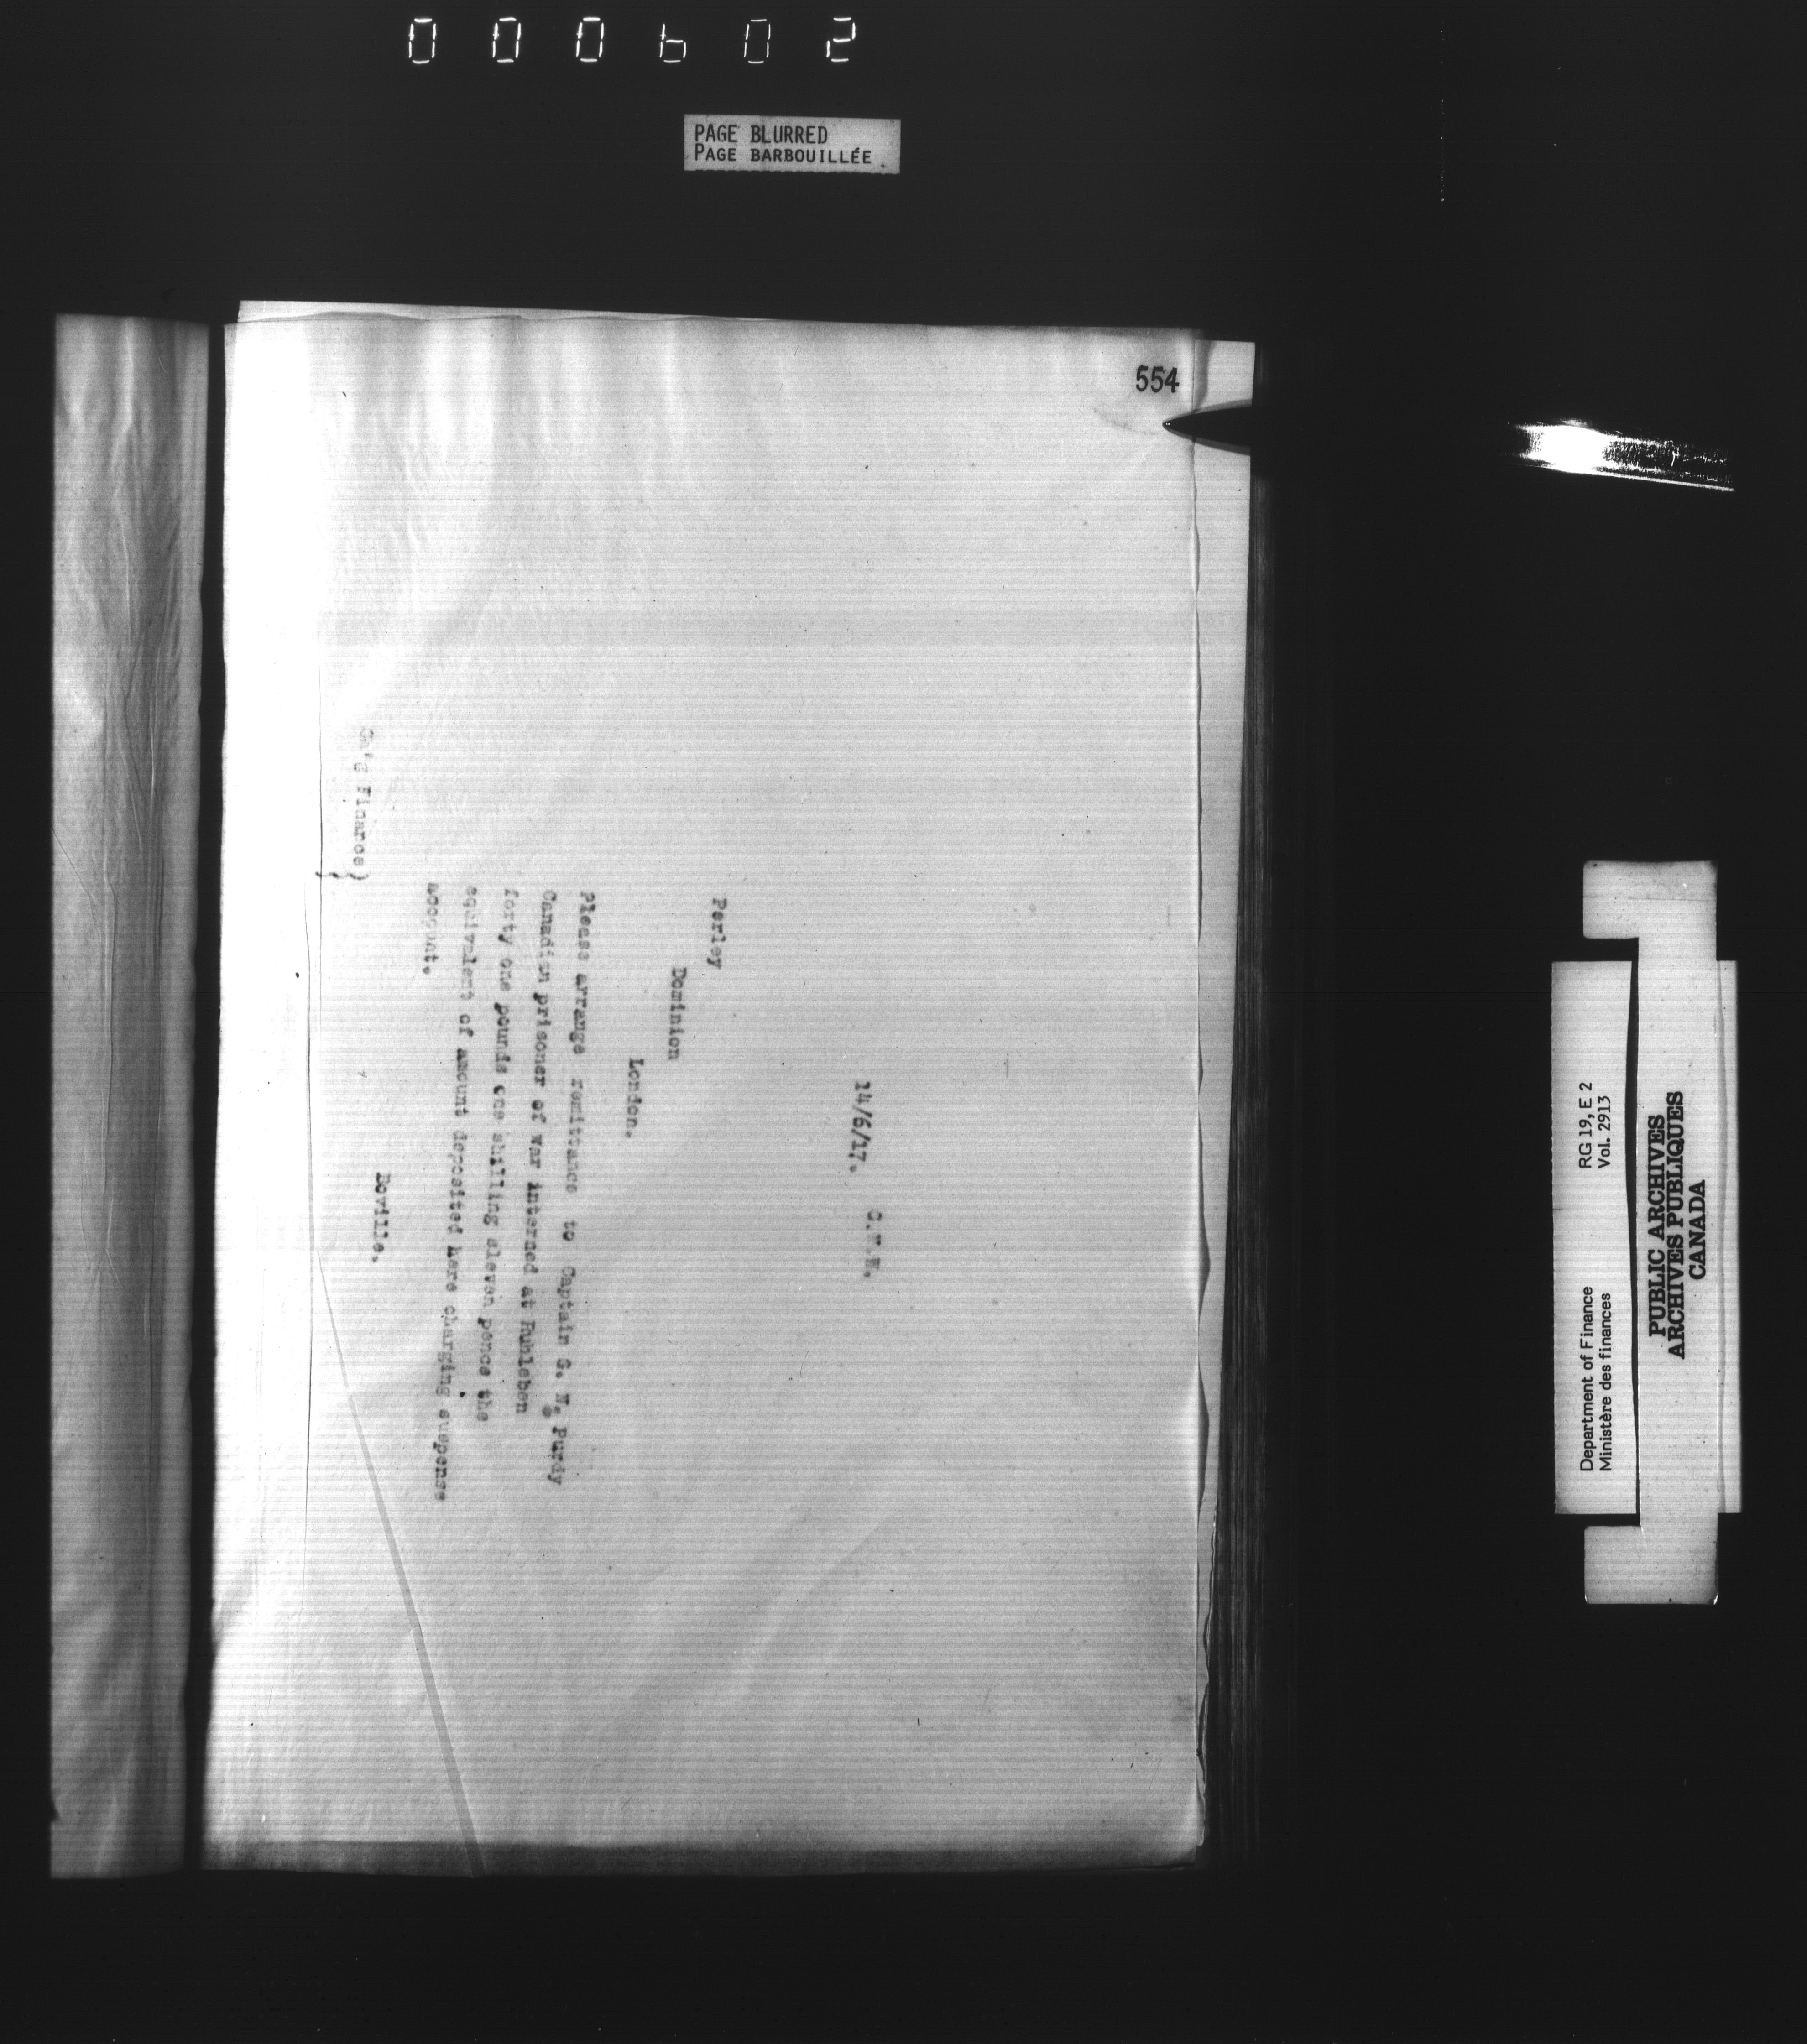 000602
PAGE BLURRED
PAGE BARBOUILLÉE
554
14/6/17.
G.N.W.
Perley
Dominion
London.
Please arrange remittance to Captain G. N. Purdy
Canadian prisoner of war interned at Ruhleben
forty one pounds one shilling eleven pence the
equivalent of amount deposited here charging suspense
account.
Boville.
Ch'g Finance)
)
)
RG 19, E 2
Vol. 2913
Department of Finance
Ministère des finances
PUBLIC ARCHIVES
ARCHIVES PUBLIQUES
CANADA